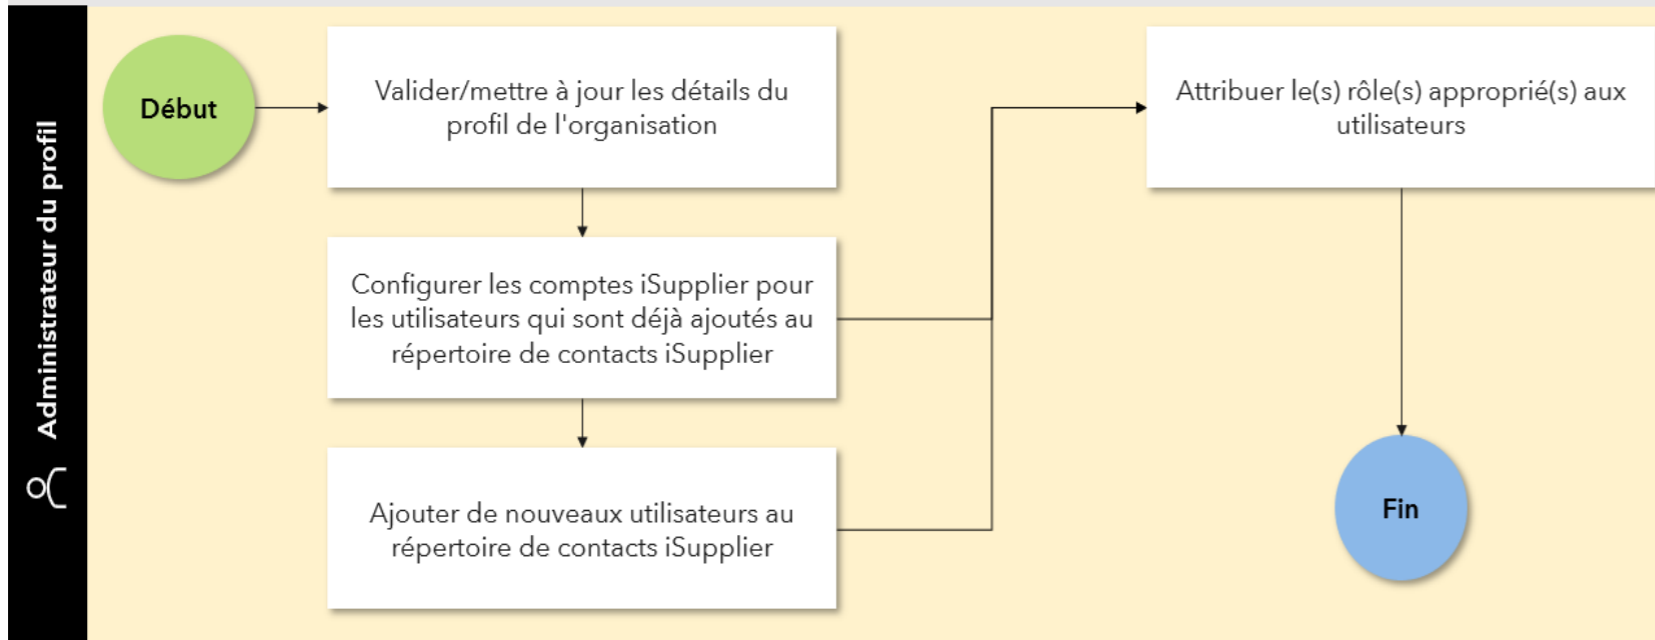 Administrateur du profil
Début
Valider/mettre à jour les détails du
profil de l'organisation
Configurer les comptes iSupplier pour
les utilisateurs qui sont déjà ajoutés au
répertoire de contacts iSupplier
Ajouter de nouveaux utilisateurs au
répertoire de contacts iSupplier
Attribuer le(s) rôle(s) approprié(s) aux
utilisateurs
Fin